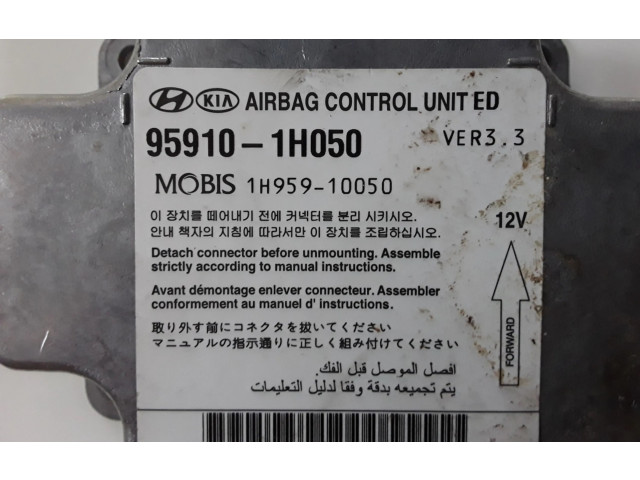 KIA AIRBAG CONTROL UNIT ED
95910-1H050 VER3.3
MOBIS 1H959-10050
이 장치를 떼어내기 전에 커넥터를 분리 시키시오.
안내 책자의 지침에 따라서만 이 장치를 조립하십시오.
12V
Detach connector before unmounting. Assemble
strictly according to manual instructions.
Avant démontage enlever connecteur. Assembler
conformement au manuel d' instructions.
取り外す前にコネクタを抜いてください
マニュアルの指示通りに正しく組み付けてください
افصل الموصل قبل الفك.
يتم تجميعه بدقة وفقا لدليل التعليمات
FORWARD